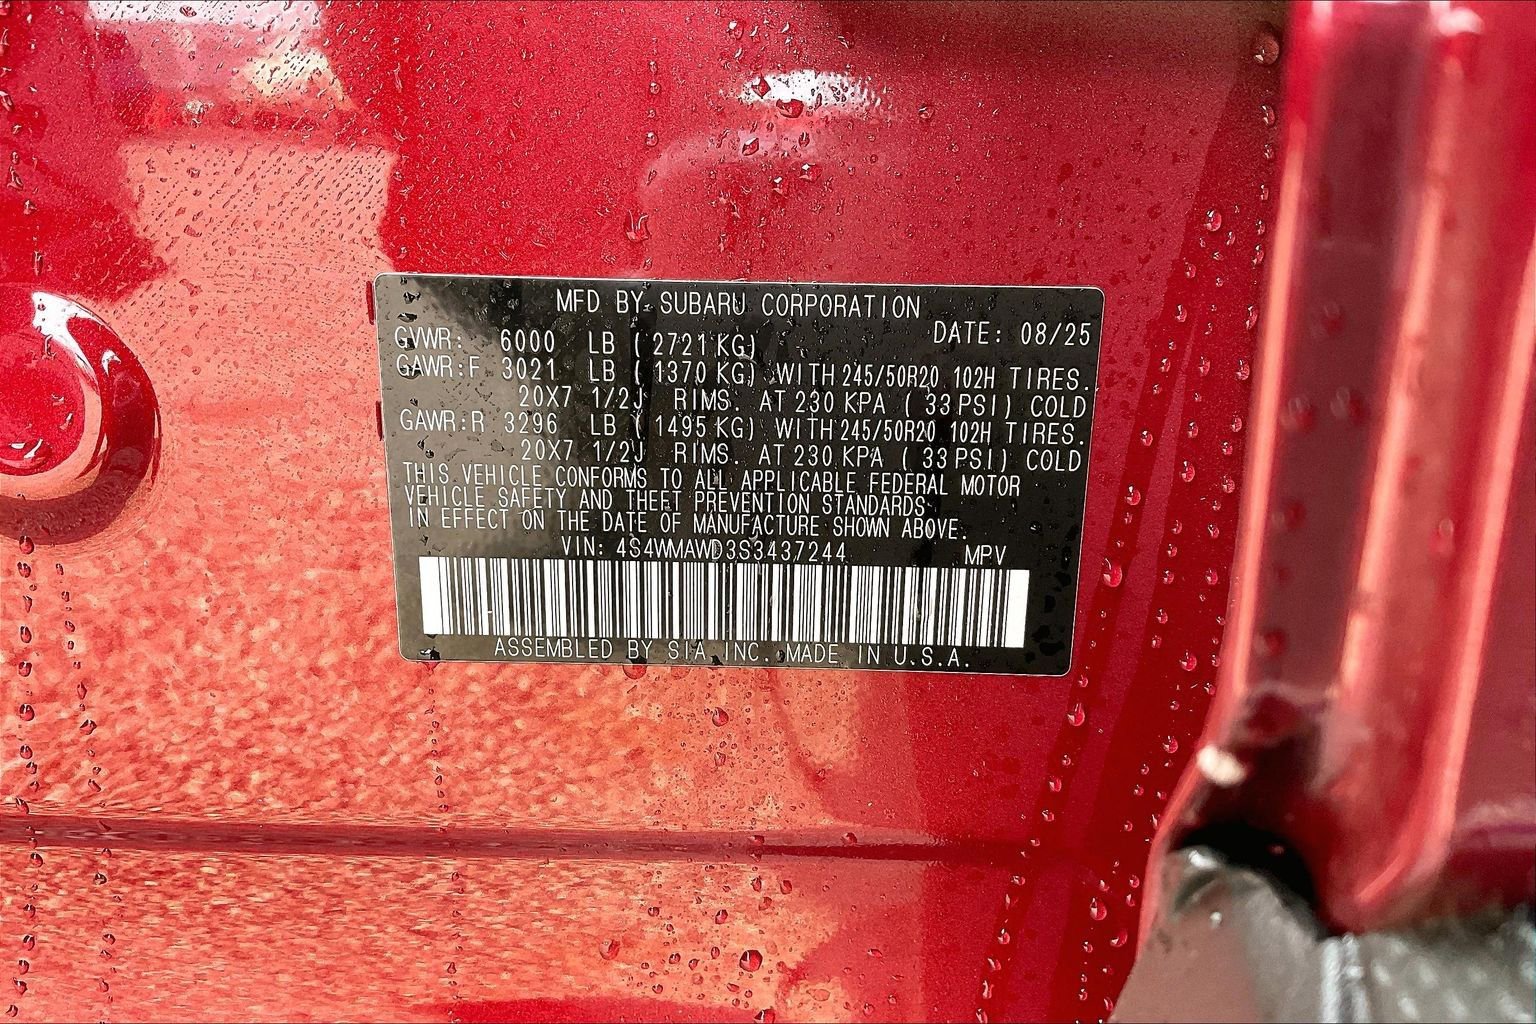 MFD BY SUBARU CORPORATION
DATE: 08/25
GVWR: 6000 LB ( 2721 KG)
GAWR:F 3021 LB ( 1370 KG) WITH 245/50R20 102H TIRES.
20X7 1/2J RIMS. AT 230 KPA ( 33 PSI) COLD
GAWR:R 3296 LB ( 1495 KG) WITH 245/50R20 102H TIRES.
20X7 1/2J RIMS. AT 230 KPA ( 33 PSI) COLD
THIS VEHICLE CONFORMS TO ALL APPLICABLE FEDERAL MOTOR
VEHICLE SAFETY AND THEFT PREVENTION STANDARDS
IN EFFECT ON THE DATE OF MANUFACTURE SHOWN ABOVE.
VIN: 4S4WMAWD3S3437244 MPV
ASSEMBLED BY SIA INC. MADE IN U.S.A.